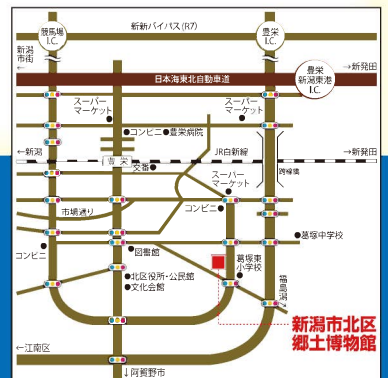 競馬場
I.C.
新新バイパス(R7)
豊栄
I.C.
新潟
市街
←
→新発田
日本海東北自動車道
豊栄
新潟東港
I.C.
スーパー
マーケット
スーパー
マーケット
コンビニ
豊栄病院
JR白新線
←新潟
豊栄
→新発田
交番
跨線橋
スーパー
マーケット
市場通り
コンビニ
葛塚中学校
コンビニ
図書館
葛塚東
小学校
北区役所・公民館
文化会館
福島潟
新潟市北区
郷土博物館
←江南区
↓阿賀野市